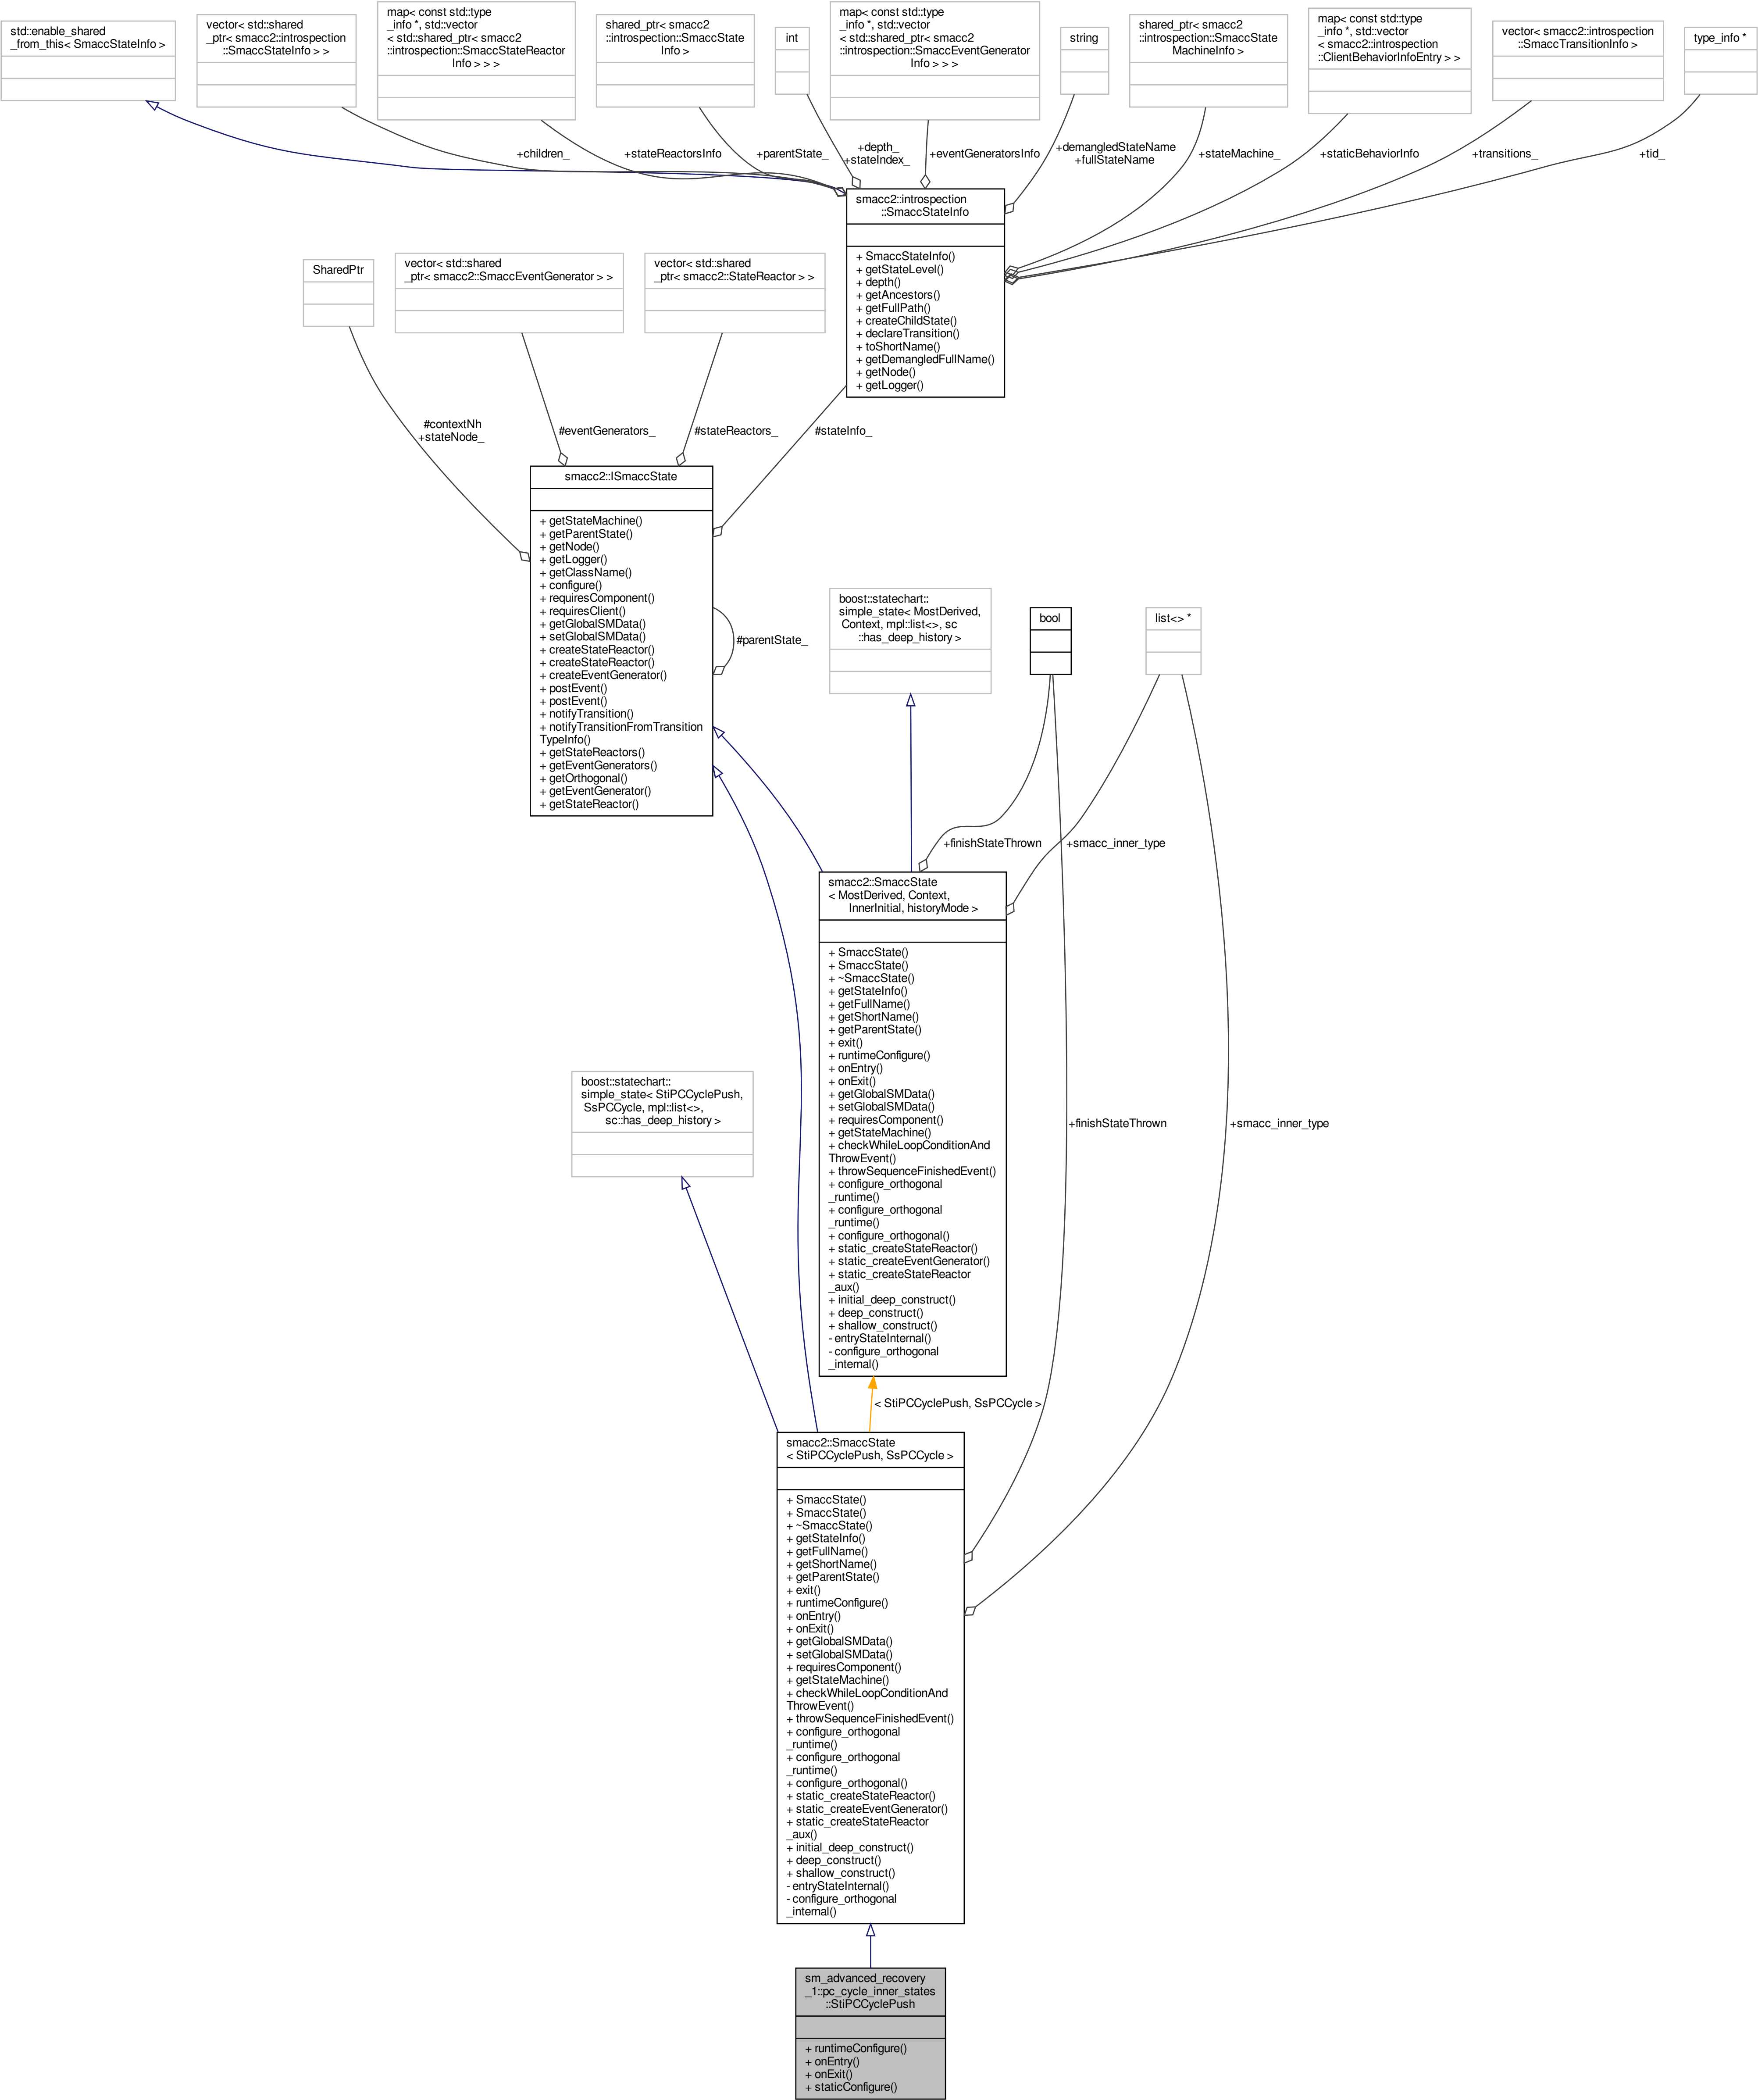 std::enable_shared
_from_this< SmaccStateInfo >
vector< std::shared
_ptr< smacc2::introspection
::SmaccStateInfo > >
map< const std::type
_info *, std::vector
< std::shared_ptr< smacc2
::introspection::SmaccStateReactor
Info > > >
shared_ptr< smacc2
::introspection::SmaccState
Info >
int
map< const std::type
_info *, std::vector
< std::shared_ptr< smacc2
::introspection::SmaccEventGenerator
Info > > >
string
shared_ptr< smacc2
::introspection::SmaccState
MachineInfo >
map< const std::type
_info *, std::vector
< smacc2::introspection
::ClientBehaviorInfoEntry > >
vector< smacc2::introspection
::SmaccTransitionInfo >
type_info *
+children_
+stateReactorsInfo
+parentState_
+depth_
+stateIndex_
+eventGeneratorsInfo
+demangledStateName
+fullStateName
+stateMachine_
+staticBehaviorInfo
+transitions_
+tid_
smacc2::introspection
::SmaccStateInfo
+ SmaccStateInfo()
+ getStateLevel()
+ depth()
+ getAncestors()
+ getFullPath()
+ createChildState()
+ declareTransition()
+ toShortName()
+ getDemangledFullName()
+ getNode()
+ getLogger()
SharedPtr
vector< std::shared
_ptr< smacc2::SmaccEventGenerator > >
vector< std::shared
_ptr< smacc2::StateReactor > >
#contextNh
+stateNode_
#eventGenerators_
#stateReactors_
#stateInfo_
smacc2::ISmaccState
+ getStateMachine()
+ getParentState()
+ getNode()
+ getLogger()
+ getClassName()
+ configure()
+ requiresComponent()
+ requiresClient()
+ getGlobalSMData()
+ setGlobalSMData()
+ createStateReactor()
+ createStateReactor()
+ createEventGenerator()
+ postEvent()
+ postEvent()
+ notifyTransition()
+ notifyTransitionFromTransition
TypeInfo()
+ getStateReactors()
+ getEventGenerators()
+ getOrthogonal()
+ getEventGenerator()
+ getStateReactor()
#parentState_
boost::statechart::
simple_state< MostDerived,
Context, mpl::list<>, sc
::has_deep_history >
bool
list<> *
+finishStateThrown
+smacc_inner_type
smacc2::SmaccState
< MostDerived, Context,
InnerInitial, historyMode >
+ SmaccState()
+ SmaccState()
+ ~SmaccState()
+ getStateInfo()
+ getFullName()
+ getShortName()
+ getParentState()
+ exit()
+ runtimeConfigure()
+ onEntry()
+ onExit()
+ getGlobalSMData()
+ setGlobalSMData()
+ requiresComponent()
+ getStateMachine()
+ checkWhileLoopConditionAnd
ThrowEvent()
+ throwSequenceFinishedEvent()
+ configure_orthogonal
_runtime()
+ configure_orthogonal
_runtime()
+ configure_orthogonal()
+ static_createStateReactor()
+ static_createEventGenerator()
+ static_createStateReactor
_aux()
+ initial_deep_construct()
+ deep_construct()
+ shallow_construct()
- entryStateInternal()
- configure_orthogonal
_internal()
boost::statechart::
simple_state< StiPCCyclePush,
SsPCCycle, mpl::list<>,
sc::has_deep_history >
+finishStateThrown
+smacc_inner_type
< StiPCCyclePush, SsPCCycle >
smacc2::SmaccState
< StiPCCyclePush, SsPCCycle >
+ SmaccState()
+ SmaccState()
+ ~SmaccState()
+ getStateInfo()
+ getFullName()
+ getShortName()
+ getParentState()
+ exit()
+ runtimeConfigure()
+ onEntry()
+ onExit()
+ getGlobalSMData()
+ setGlobalSMData()
+ requiresComponent()
+ getStateMachine()
+ checkWhileLoopConditionAnd
ThrowEvent()
+ throwSequenceFinishedEvent()
+ configure_orthogonal
_runtime()
+ configure_orthogonal
_runtime()
+ configure_orthogonal()
+ static_createStateReactor()
+ static_createEventGenerator()
+ static_createStateReactor
_aux()
+ initial_deep_construct()
+ deep_construct()
+ shallow_construct()
- entryStateInternal()
- configure_orthogonal
_internal()
sm_advanced_recovery
_1::pc_cycle_inner_states
::StiPCCyclePush
+ runtimeConfigure()
+ onEntry()
+ onExit()
+ staticConfigure()